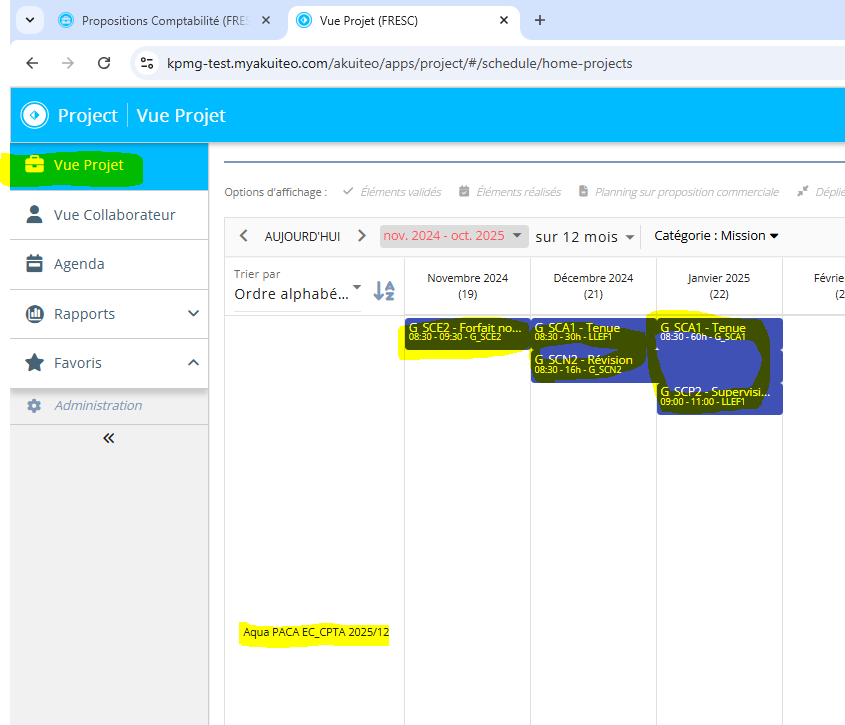 Propositions Comptabilité (FRES
Vue Projet (FRESC)
kpmg-test.myakuiteo.com/akuiteo/apps/project/#/schedule/home-projects
Project Vue Projet
Vue Projet
Vue Collaborateur
Agenda
Rapports
Favoris
Administration
Options d'affichage :
Éléments validés
Éléments réalisés
Planning sur proposition commerciale
Déplie
AUJOURD'HUI
nov. 2024 - oct. 2025
sur 12 mois
Catégorie : Mission
Trier par
Ordre alphabé...
Novembre 2024
(19)
Décembre 2024
(21)
Janvier 2025
(22)
Févrie
(2
G_SCE2 - Forfait no...
08:30 - 09:30 - G_SCE2
G_SCA1 - Tenue
08:30 - 30h - LLEF1
G_SCN2 - Révision
08:30 - 16h - G_SCN2
G_SCA1 - Tenue
08:30 - 60h - G_SCA1
G_SCP2 - Supervisi...
09:00 - 11:00 - LLEF1
Aqua PACA EC_CPTA 2025/12